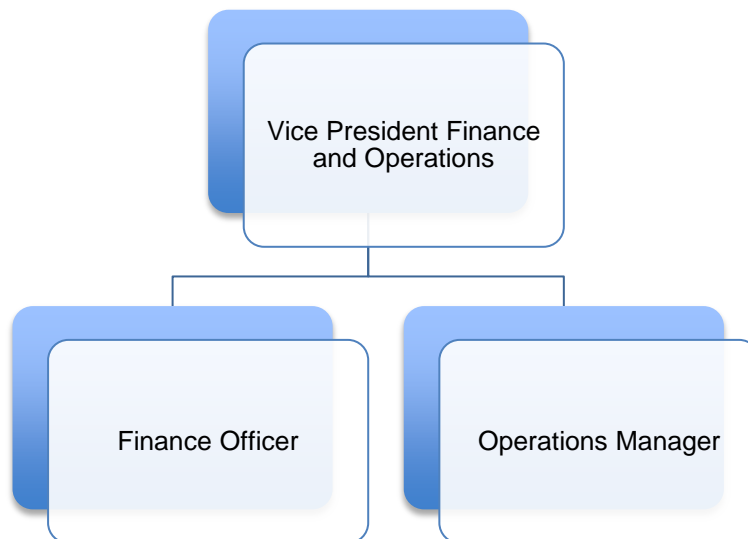 Vice President Finance
and Operations
Finance Officer
Operations Manager